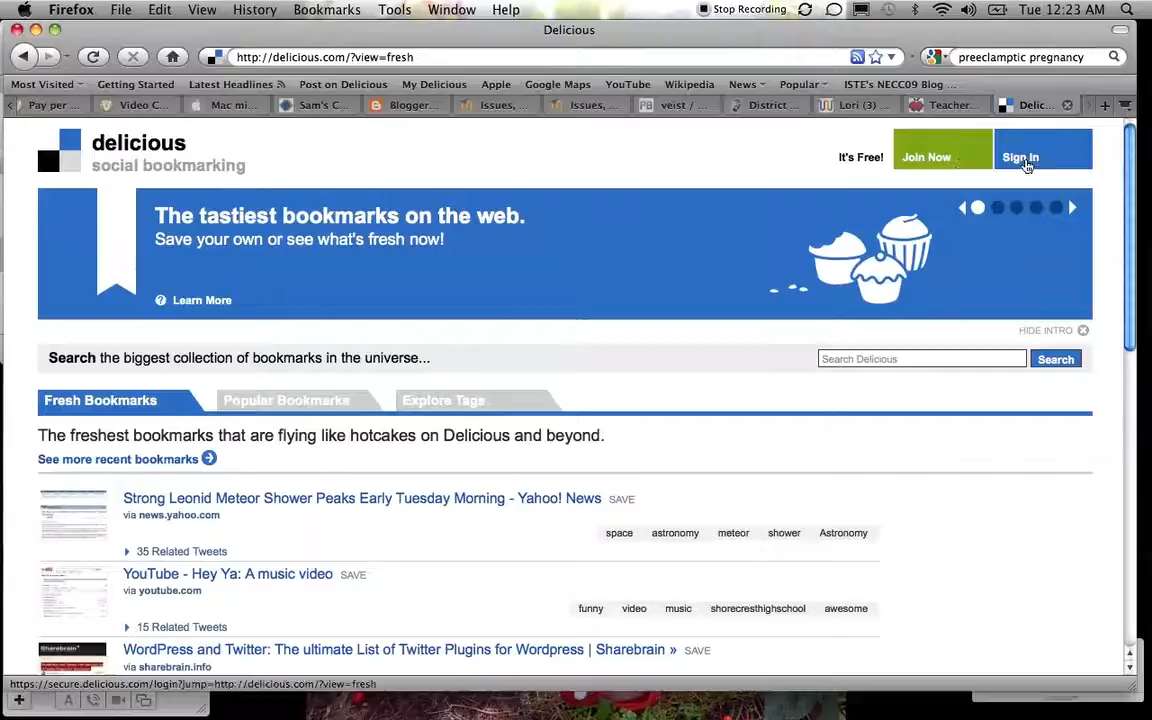 Firefox File Edit View History Bookmarks Tools Window Help Stop Recording Tue 12:23 AM
Delicious
http://delicious.com/?view=fresh preeclamptic pregnancy
Most Visited Getting Started Latest Headlines Post on Delicious My Delicious Apple Google Maps YouTube Wikipedia News Popular ISTE's NECC09 Blog ...
Pay per ... Video C... Mac mi... Sam's C... Blogger... Issues,... Issues,... veist / ... District ... Lori (3) ... Teacher... Delic...
delicious
social bookmarking
It's Free! Join Now Sign In
The tastiest bookmarks on the web.
Save your own or see what's fresh now!
Learn More
HIDE INTRO
Search the biggest collection of bookmarks in the universe... Search Delicious Search
Fresh Bookmarks Popular Bookmarks Explore Tags
The freshest bookmarks that are flying like hotcakes on Delicious and beyond.
See more recent bookmarks
Strong Leonid Meteor Shower Peaks Early Tuesday Morning - Yahoo! News SAVE
via news.yahoo.com
space astronomy meteor shower Astronomy
35 Related Tweets
YouTube - Hey Ya: A music video SAVE
via youtube.com
funny video music shorecresthighschool awesome
15 Related Tweets
WordPress and Twitter: The ultimate List of Twitter Plugins for Wordpress | Sharebrain » SAVE
via sharebrain.info
https://secure.delicious.com/login?jump=http://delicious.com/?view=fresh